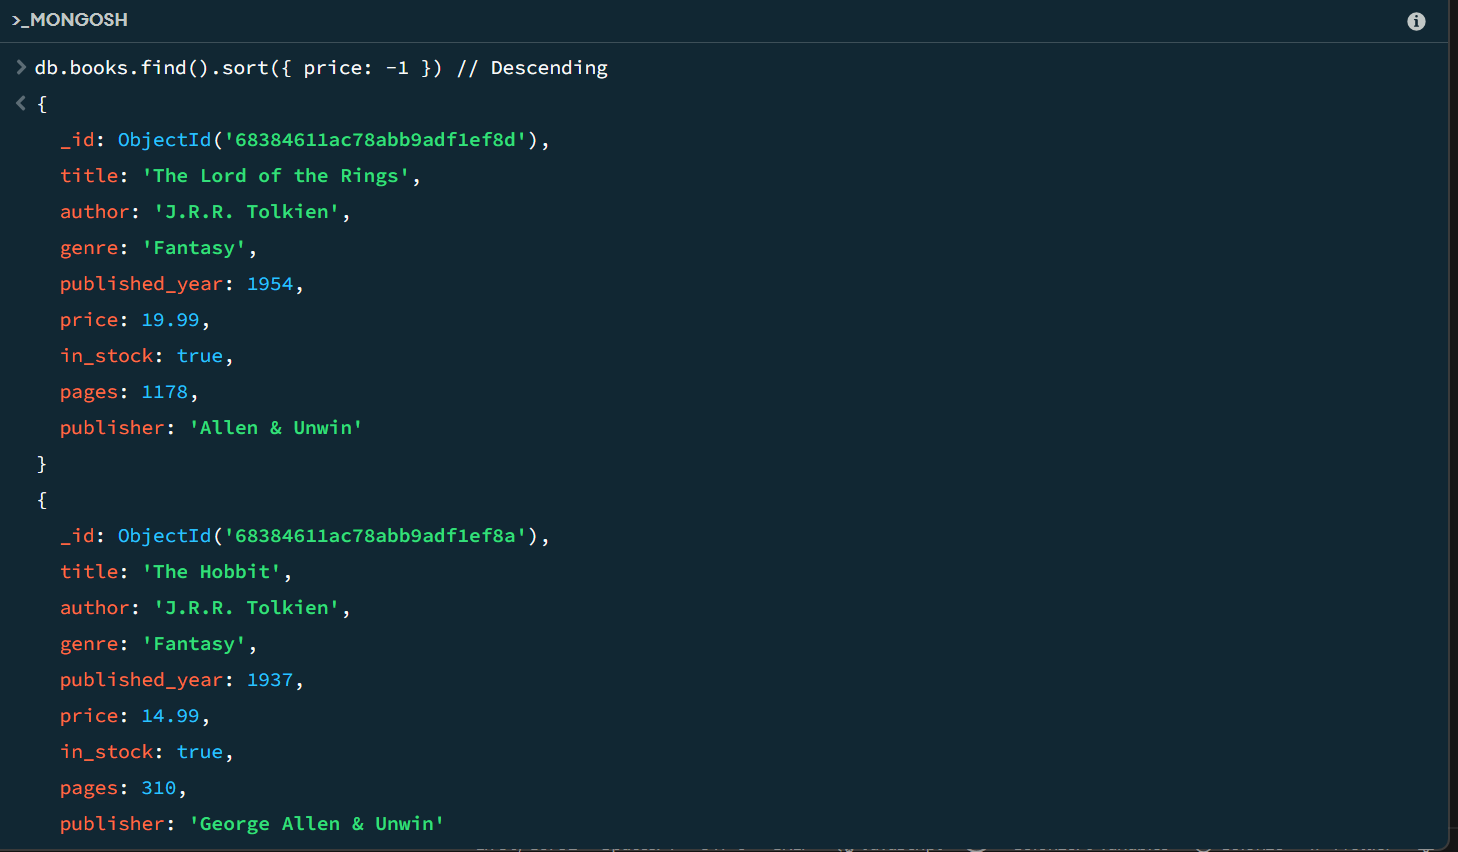 >_MONGOSH
> db.books.find().sort({ price: -1 }) // Descending
< {
_id: ObjectId('68384611ac78abb9adf1ef8d'),
title: 'The Lord of the Rings',
author: 'J.R.R. Tolkien',
genre: 'Fantasy',
published_year: 1954,
price: 19.99,
in_stock: true,
pages: 1178,
publisher: 'Allen & Unwin'
}
{
_id: ObjectId('68384611ac78abb9adf1ef8a'),
title: 'The Hobbit',
author: 'J.R.R. Tolkien',
genre: 'Fantasy',
published_year: 1937,
price: 14.99,
in_stock: true,
pages: 310,
publisher: 'George Allen & Unwin'